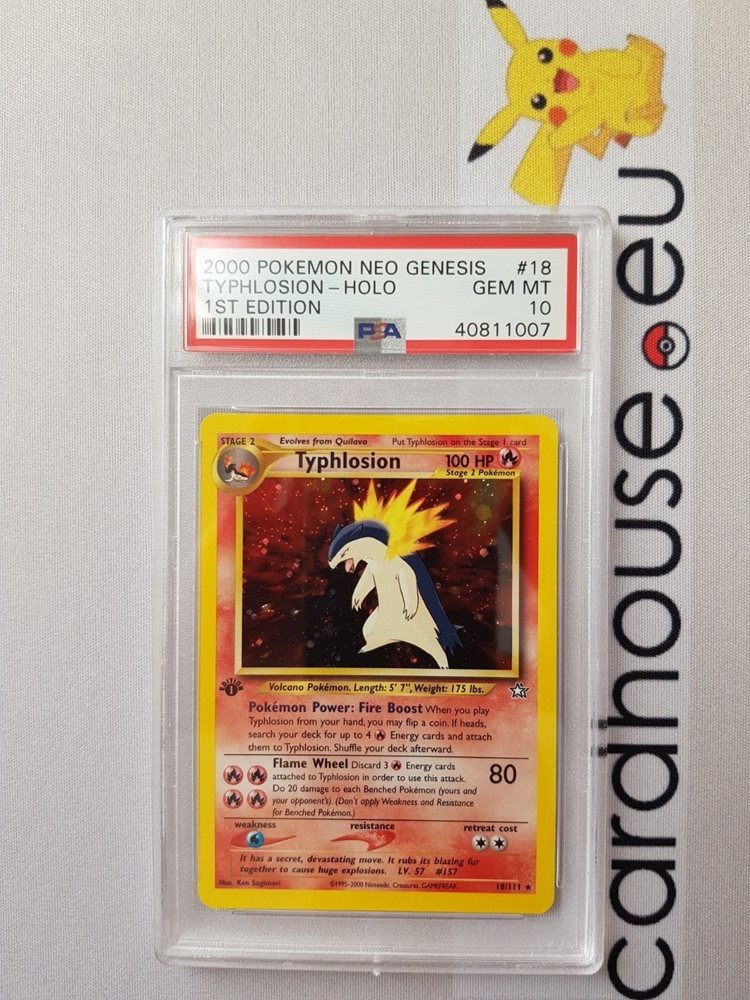 2000 POKEMON NEO GENESIS #18
TYPHLOSION - HOLO GEM MT
1ST EDITION 10
PSA 40811007
STAGE 2 Evolves from Quilava Put Typhlosion on the Stage 1 card
Typhlosion 100 HP
Stage 2 Pokémon
EDITION 1
Volcano Pokémon. Length: 5' 7", Weight: 175 lbs.
Pokémon Power: Fire Boost When you play
Typhlosion from your hand, you may flip a coin. If heads,
search your deck for up to 4 Energy cards and attach
them to Typhlosion. Shuffle your deck afterward.
Flame Wheel Discard 3 Energy cards
attached to Typhlosion in order to use this attack. 80
Do 20 damage to each Benched Pokémon (yours and
your opponent's). (Don't apply Weakness and Resistance
for Benched Pokémon.)
weakness resistance retreat cost
It has a secret, devastating move. It rubs its blazing fur
together to cause huge explosions. LV. 57 #157
Illus. Ken Sugimori ©1995-2000 Nintendo, Creatures, GAMEFREAK. 18/111 ★
cardhouse.eu